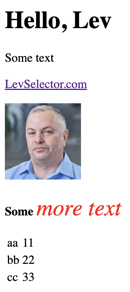 Hello, Lev
Some text
LevSelector.com
Some more text
aa 11
bb 22
cc 33